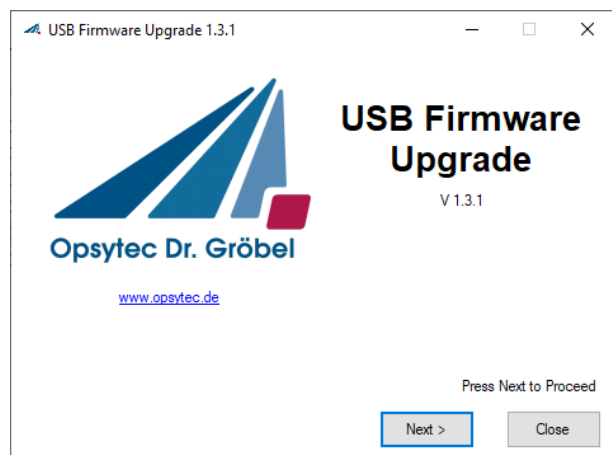 USB Firmware Upgrade 1.3.1
USB Firmware
Upgrade
V 1.3.1
Opsytec Dr. Gröbel
www.opsytec.de
Press Next to Proceed
Next >
Close